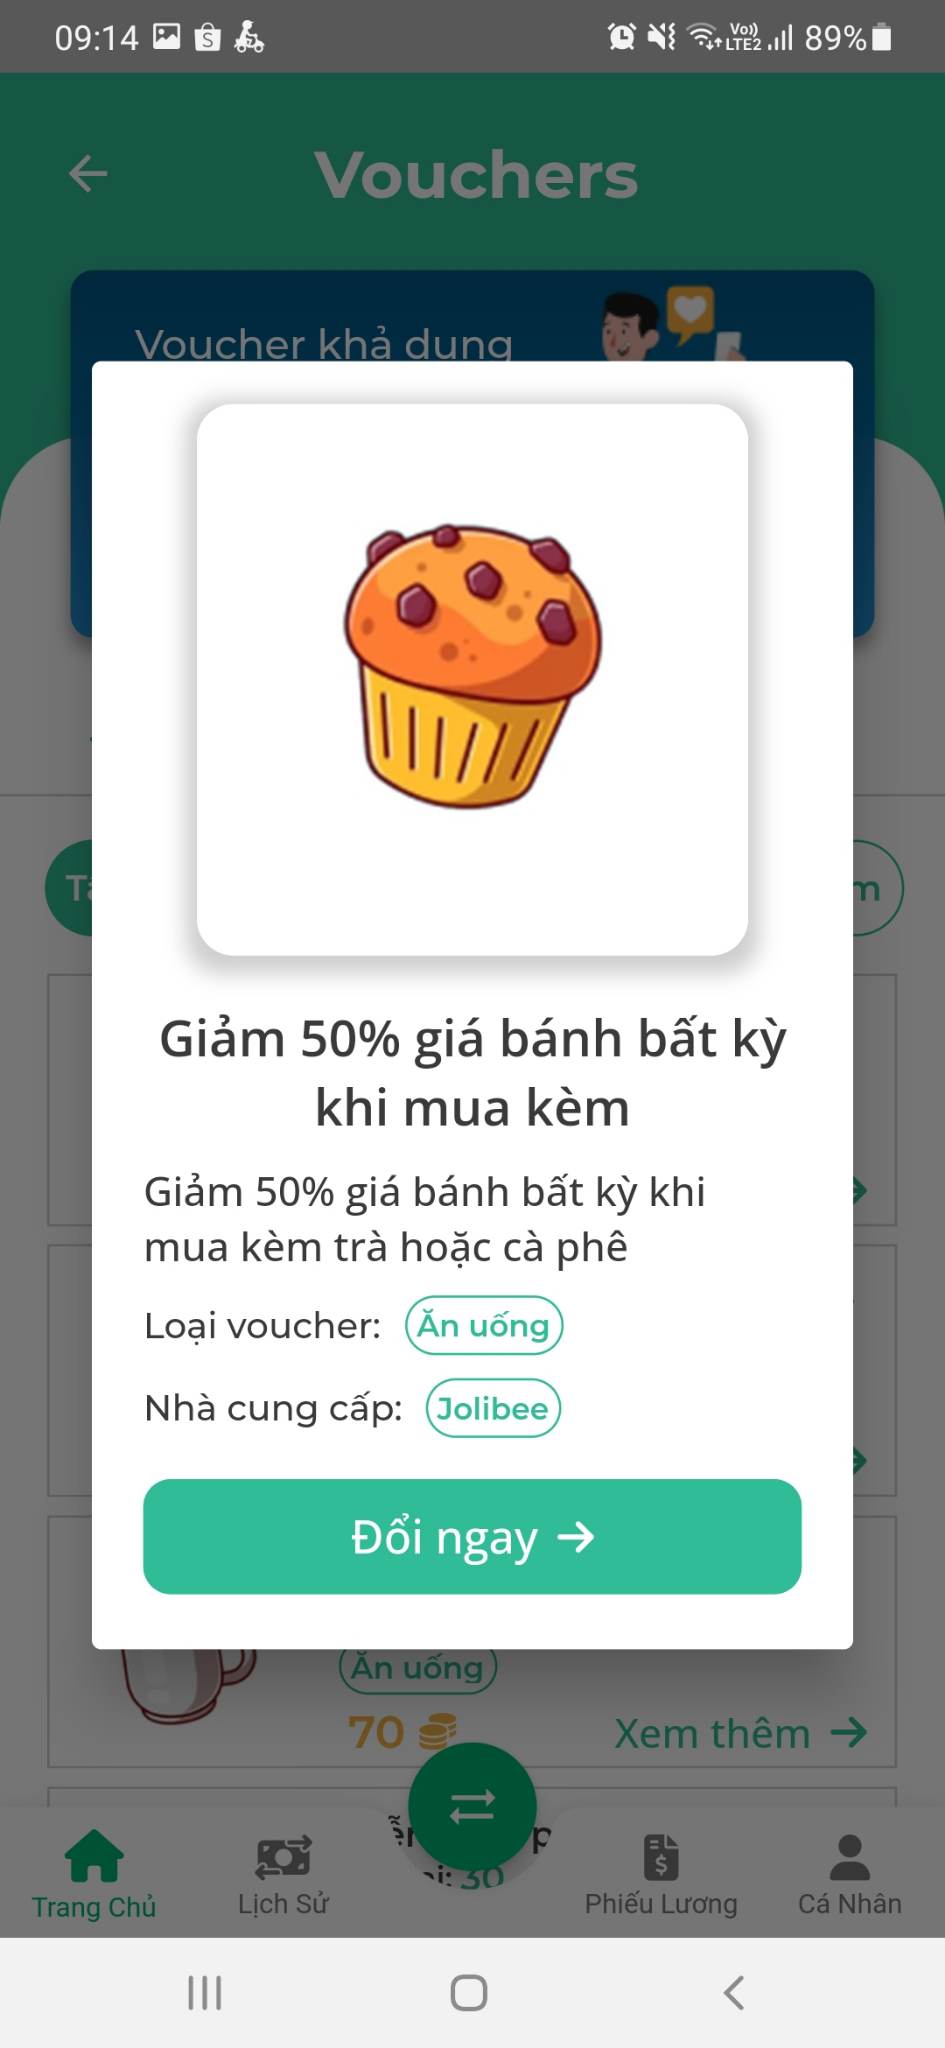 09:14
Vo))
LTE2
89%
Vouchers
Voucher khả dụng
Giảm 50% giá bánh bất kỳ
khi mua kèm
Giảm 50% giá bánh bất kỳ khi
mua kèm trà hoặc cà phê
Loại voucher: Ăn uống
Nhà cung cấp: Jolibee
Đổi ngay →
Ăn uống
70
Xem thêm →
30
Trang Chủ
Lịch Sử
Phiếu Lương
Cá Nhân